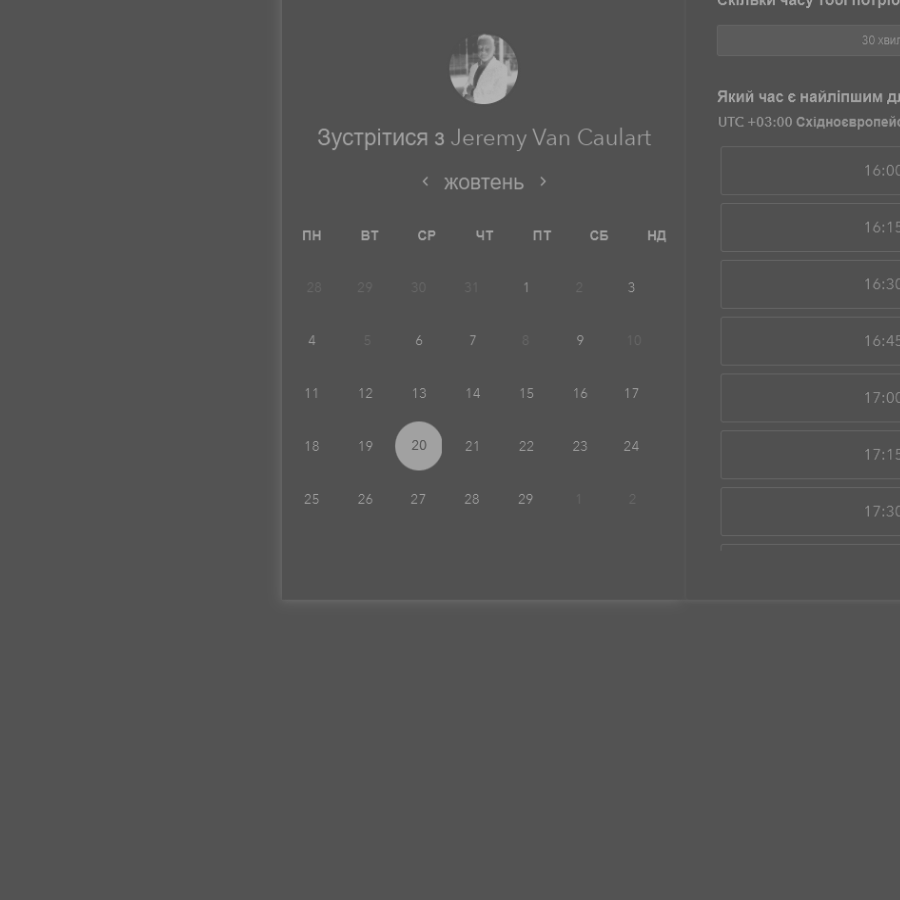 Скільки часу тобі
30
Зустрітися з Jeremy Van Caulart
жовтень
ПН ВТ СР ЧТ ПТ СБ НД
28 29 30 31 1 2 3
4 5 6 7 8 9 10
11 12 13 14 15 16 17
18 19 20 21 22 23 24
25 26 27 28 29 1 2
Який час є найліпшим
UTC +03:00
16:00
16:15
16:30
16:45
17:00
17:15
17:30